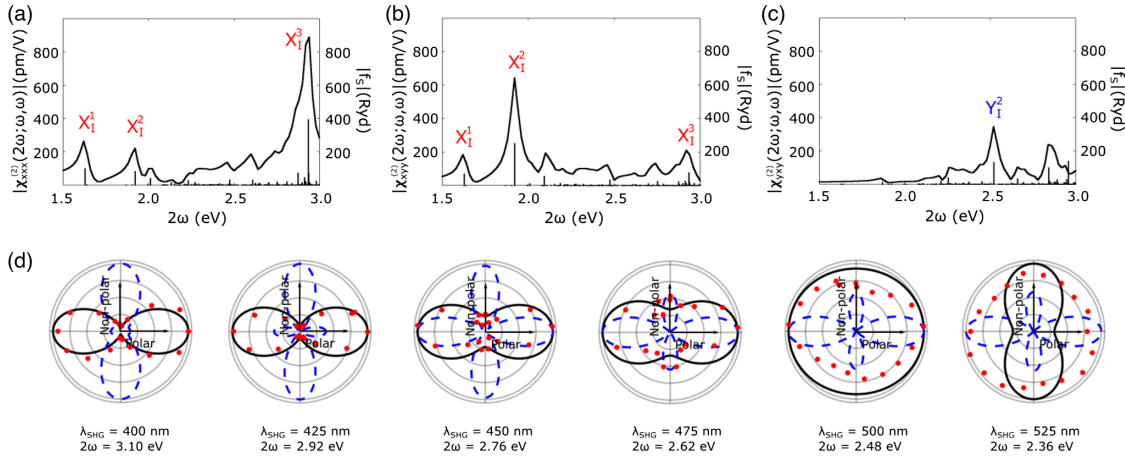 (a)
|χ(2)xxx(2ω;ω,ω)|(pm/V)
800
600
400
200
X1I
X2I
X3I
800
600
400
200
|fS|(Ryd)
1.5 2.0 2.5 3.0
2ω (eV)
(b)
|χ(2)xyy(2ω;ω,ω)|(pm/V)
800
600
400
200
X1I
X2I
X3I
800
600
400
200
|fS|(Ryd)
1.5 2.0 2.5 3.0
2ω (eV)
(c)
|χ(2)yxy(2ω;ω,ω)|(pm/V)
800
600
400
200
Y2I
800
600
400
200
|fS|(Ryd)
1.5 2.0 2.5 3.0
2ω (eV)
(d)
Non-polar
Polar
λSHG = 400 nm
2ω = 3.10 eV
Non-polar
Polar
λSHG = 425 nm
2ω = 2.92 eV
Non-polar
Polar
λSHG = 450 nm
2ω = 2.76 eV
Non-polar
Polar
λSHG = 475 nm
2ω = 2.62 eV
Non-polar
Polar
λSHG = 500 nm
2ω = 2.48 eV
Non-polar
Polar
λSHG = 525 nm
2ω = 2.36 eV